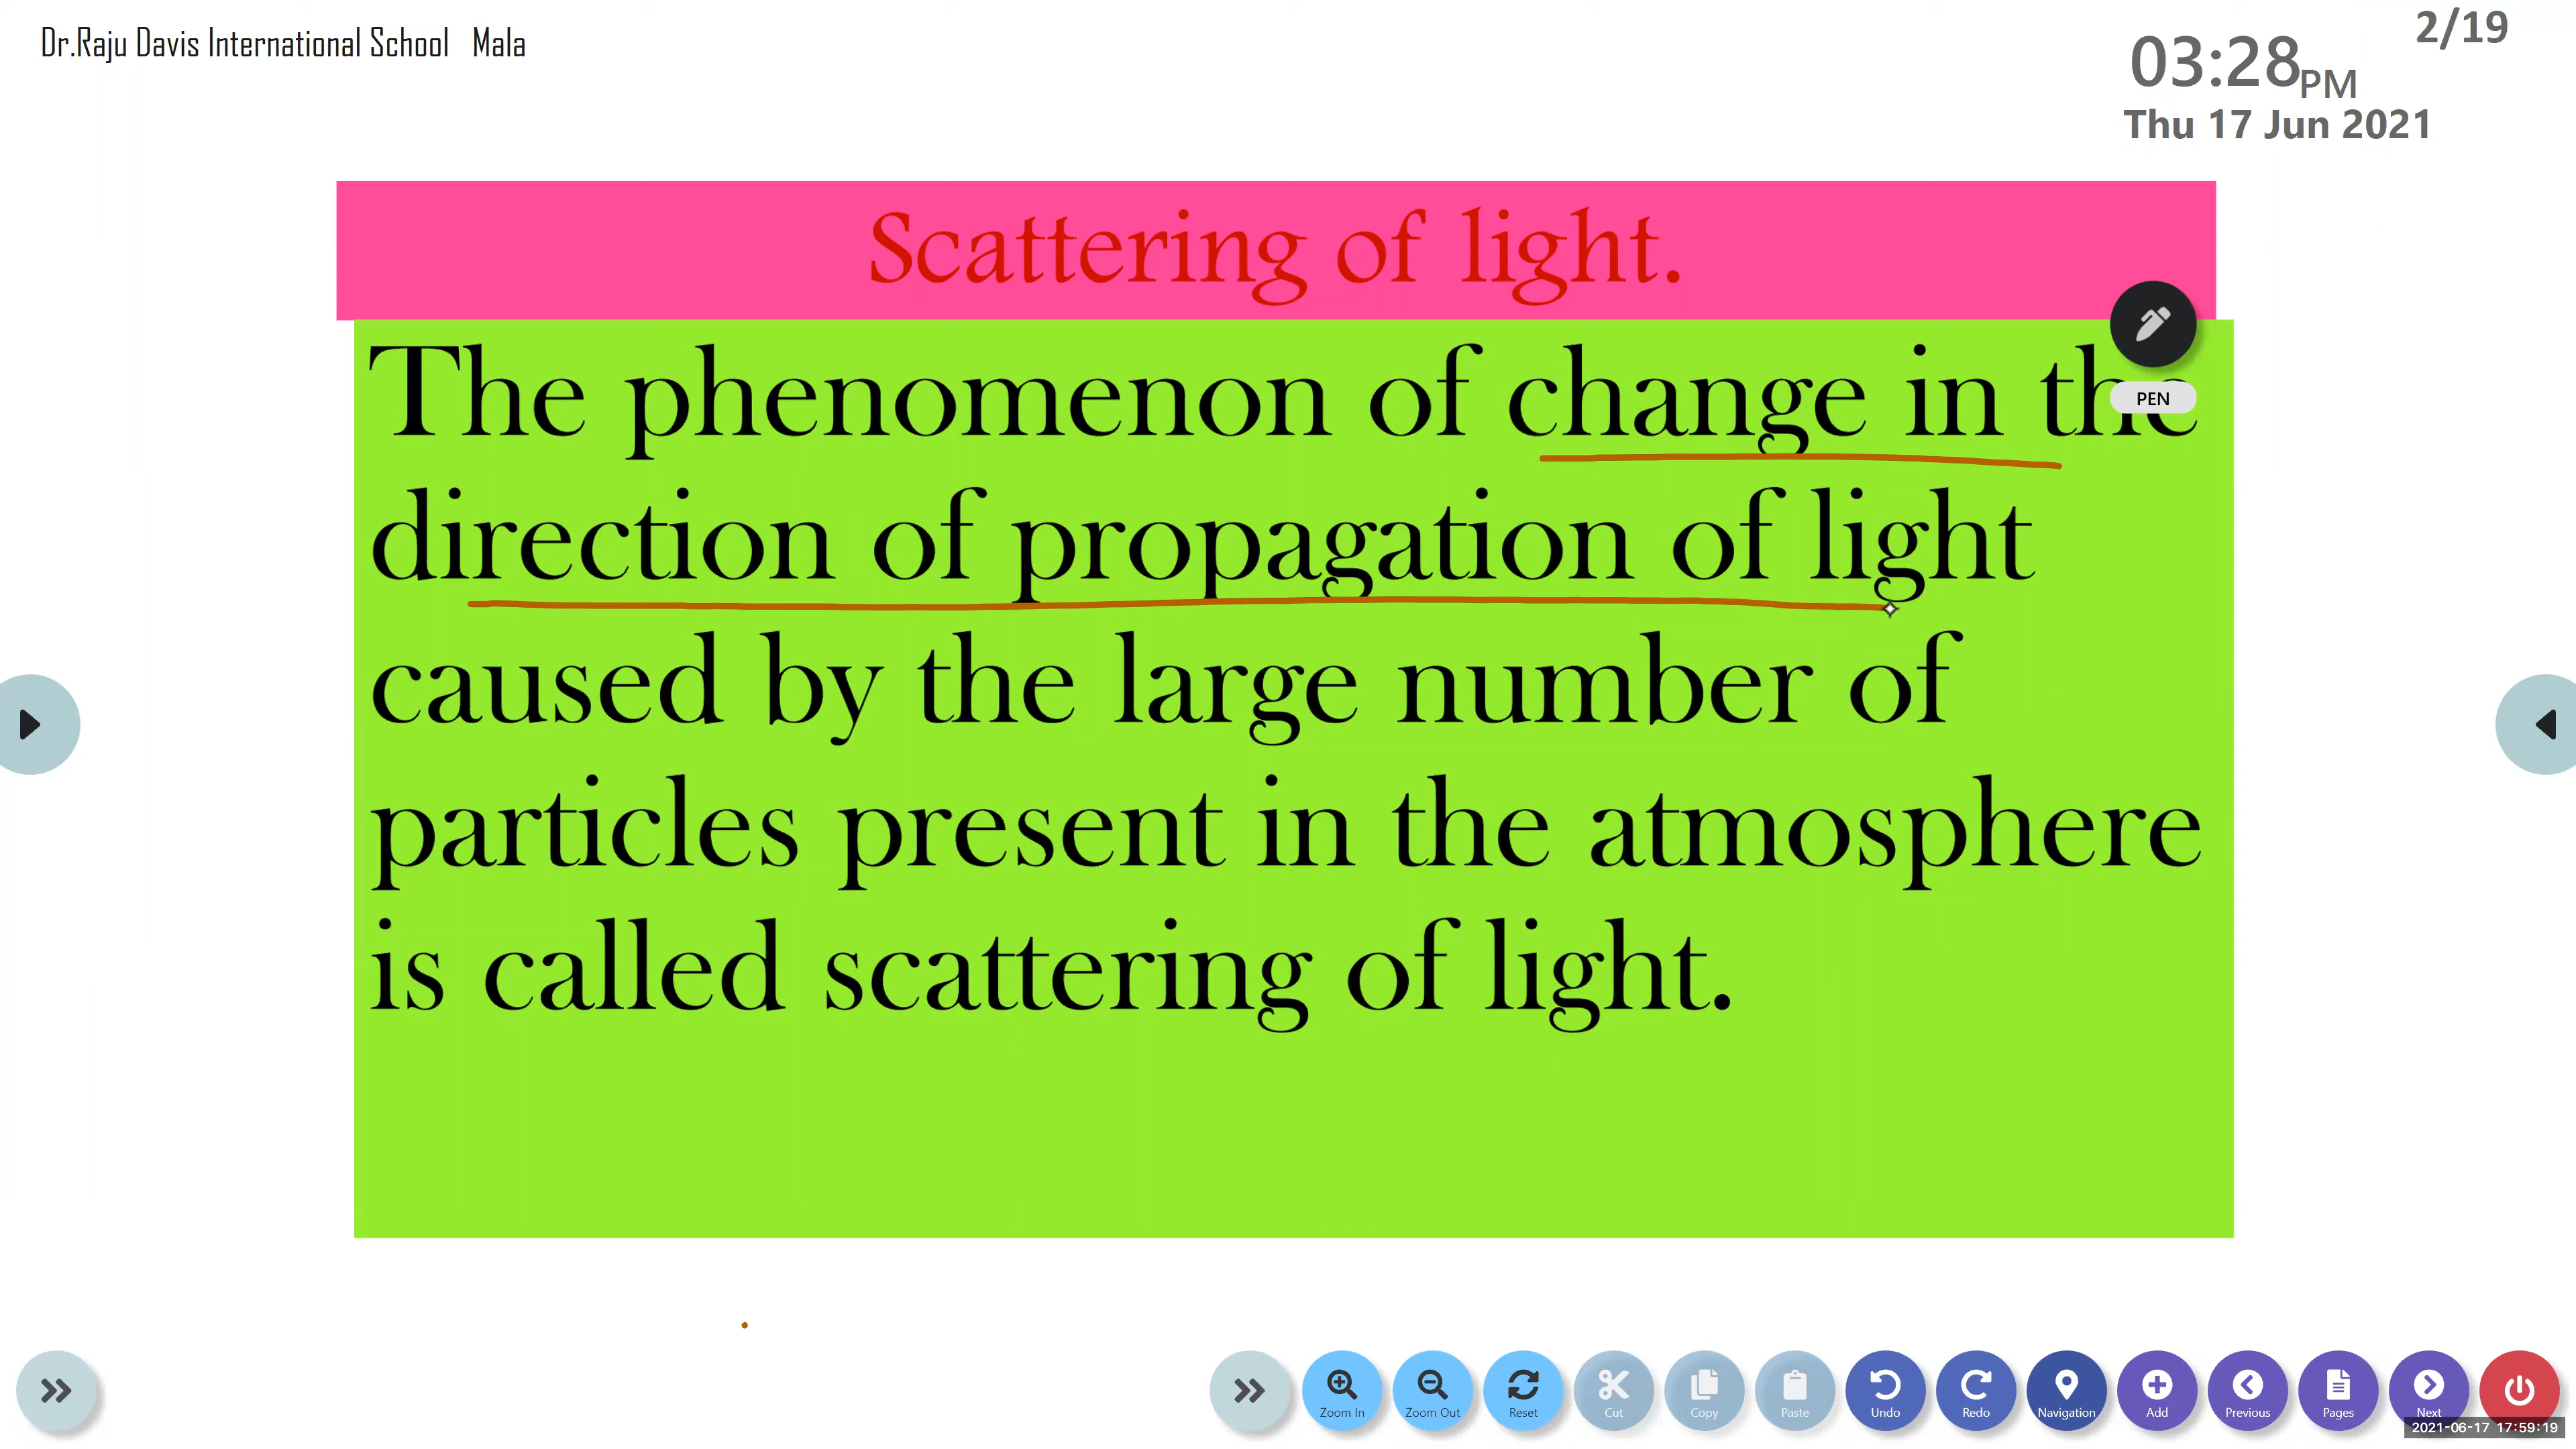 Dr.Raju Davis International School Mala
2/19
03:28PM
Thu 17 Jun 2021
Scattering of light.
The phenomenon of change in the
direction of propagation of light
caused by the large number of
particles present in the atmosphere
is called scattering of light.
PEN
Zoom In Zoom Out Reset Cut Copy Paste Undo Redo Navigation Add Previous Pages Next
2021-06-17 17:59:19